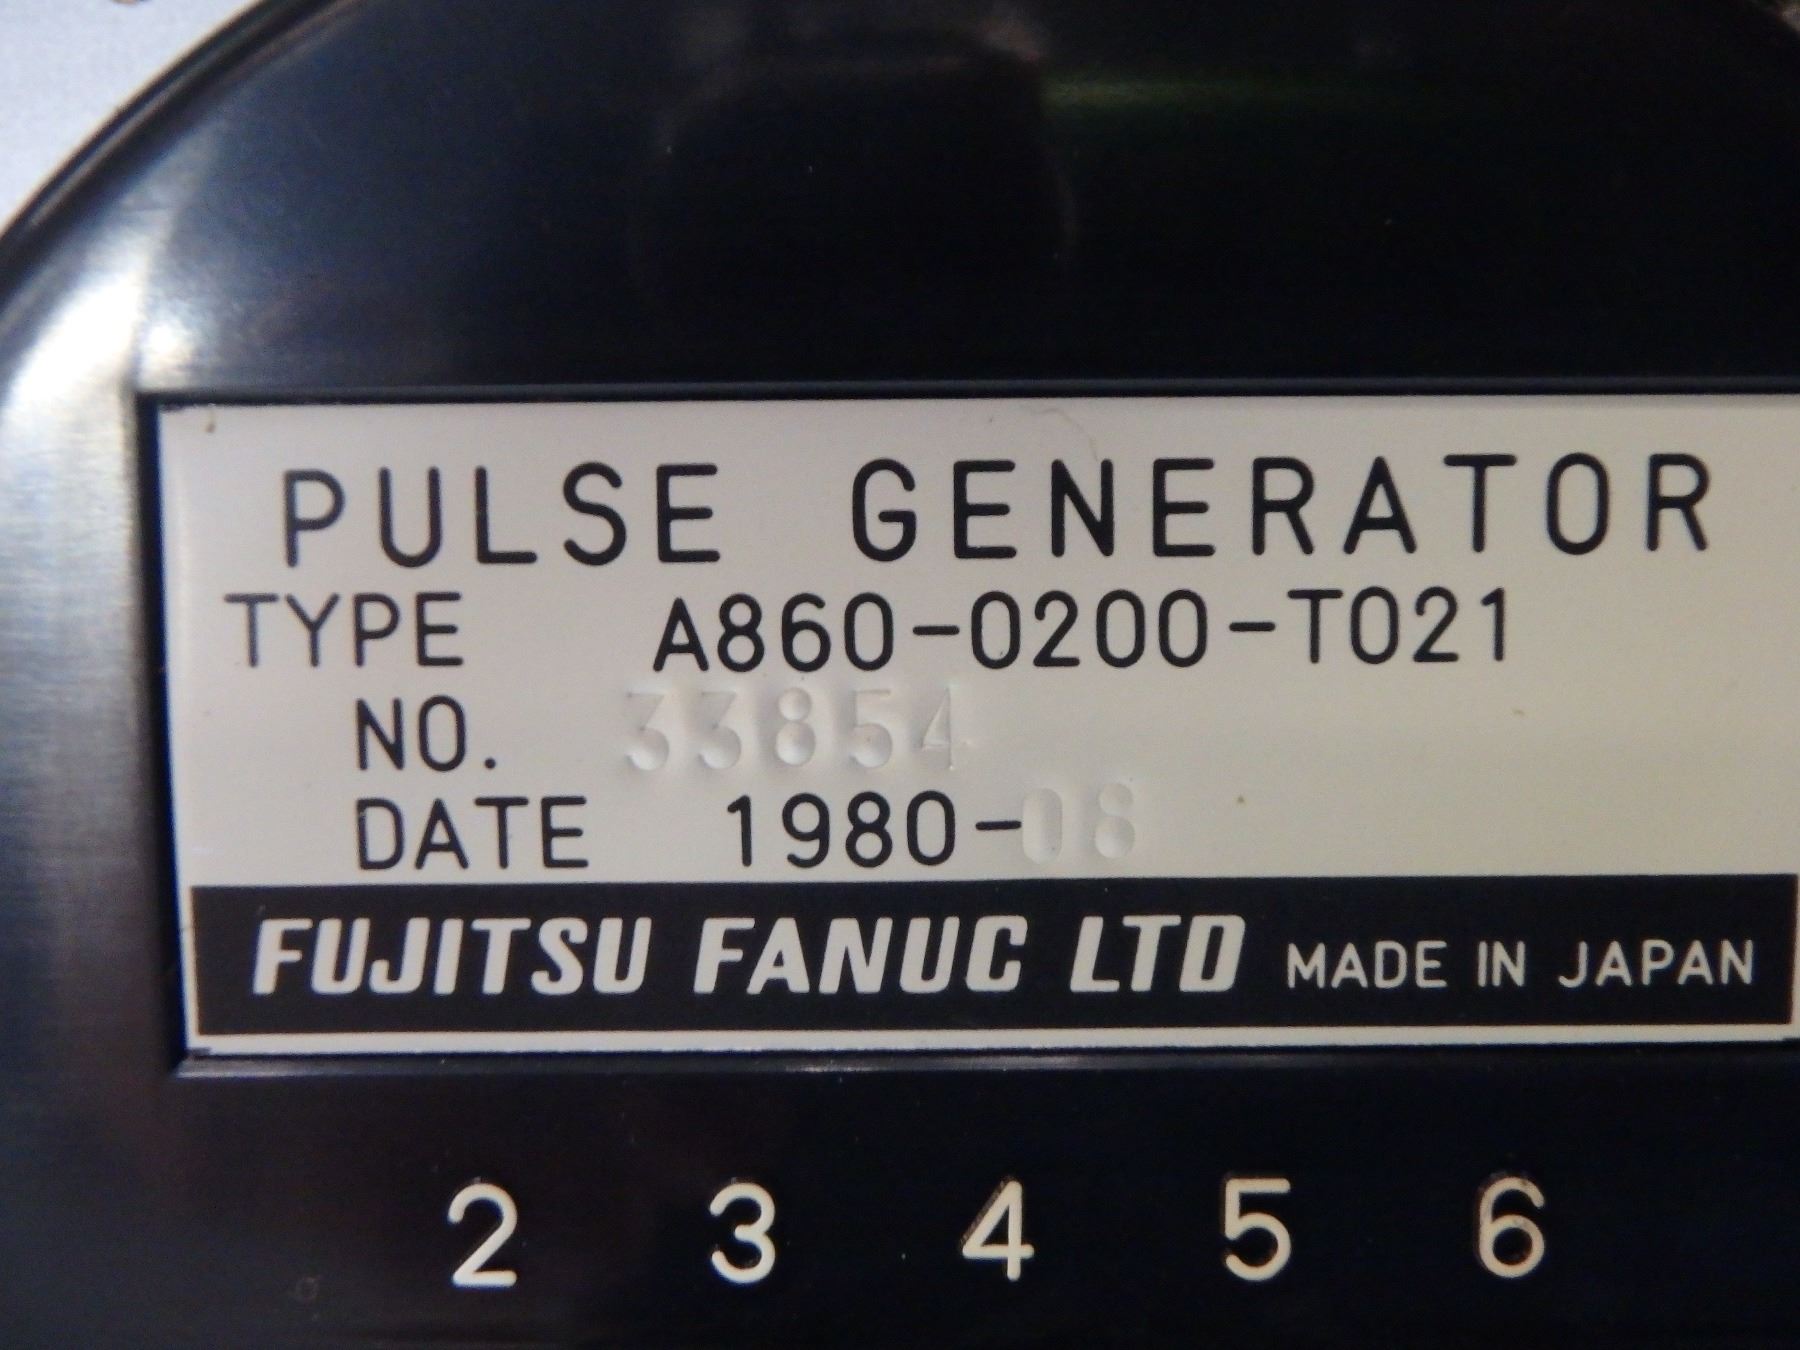 PULSE GENERATOR
TYPE A860-0200-T021
NO. 33854
DATE 1980-08
FUJITSU FANUC LTD MADE IN JAPAN
2 3 4 5 6